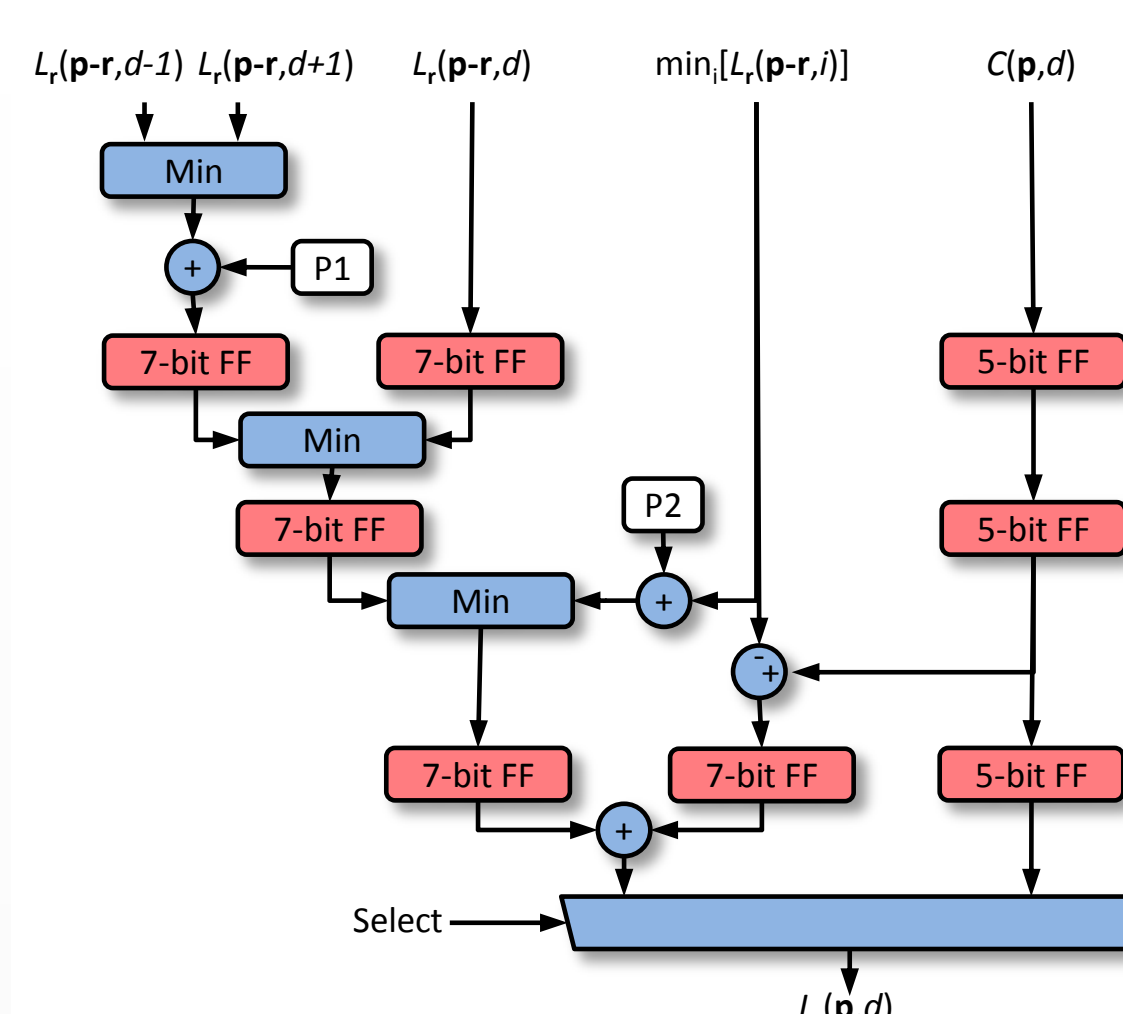 Lr(p-r,d-1) Lr(p-r,d+1) Lr(p-r,d) mini[Lr(p-r,i)] C(p,d)
Min
+ P1
7-bit FF 7-bit FF 5-bit FF
Min
P2
7-bit FF 5-bit FF
Min +
- +
7-bit FF 7-bit FF 5-bit FF
+
Select
L (p,d)